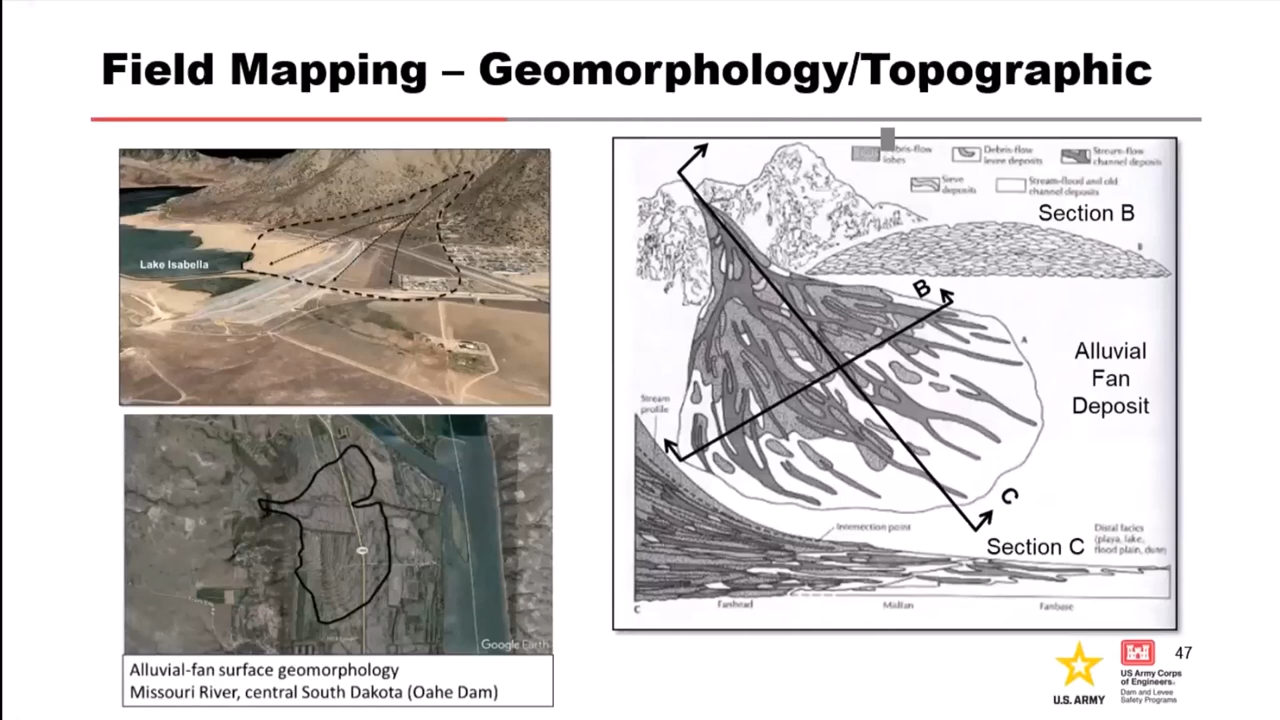 Field Mapping – Geomorphology/Topographic
Lake Isabella
Google Earth
Alluvial-fan surface geomorphology
Missouri River, central South Dakota (Oahe Dam)
Debris-flow
levee deposits
Stream-flow
channel deposits
Sieve
deposits
Stream-flood and old
channel deposits
Section B
B
B
A
Alluvial
Fan
Deposit
Stream
profile
C
Intersection point
Section C
Distal facies
(playa, lake,
flood plain, dune)
C
Fanhead
Midfan
Fanbase
U.S. ARMY
US Army Corps
of Engineers.
Dam and Levee
Safety Programs
47